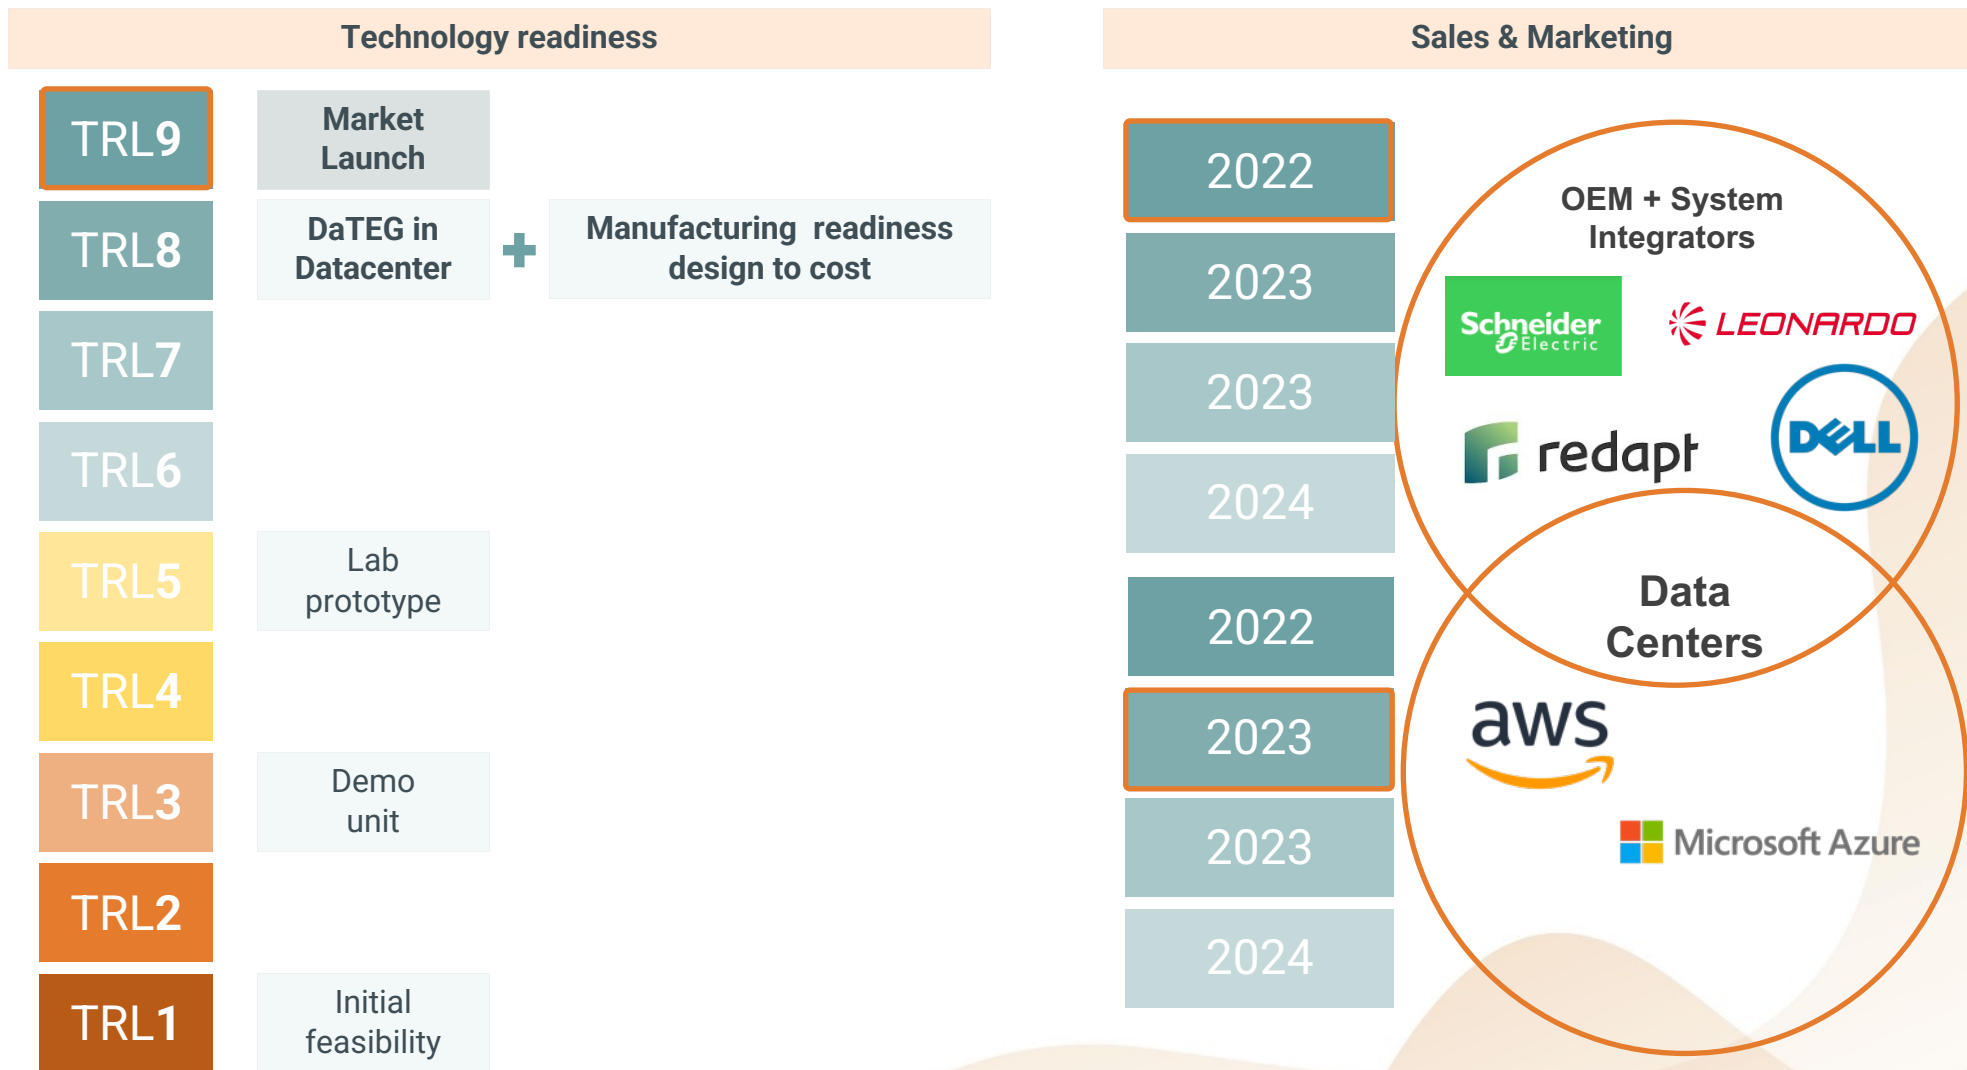 Technology readiness
TRL9
Market
Launch
TRL8
DaTEG in
Datacenter
Manufacturing readiness
design to cost
TRL7
TRL6
TRL5
Lab
prototype
TRL4
TRL3
Demo
unit
TRL2
TRL1
Initial
feasibility
Sales & Marketing
2022
2023
2023
2024
2022
2023
2023
2024
OEM + System
Integrators
Schneider
Electric
LEONARDO
redapt
DELL
Data
Centers
aws
Microsoft Azure